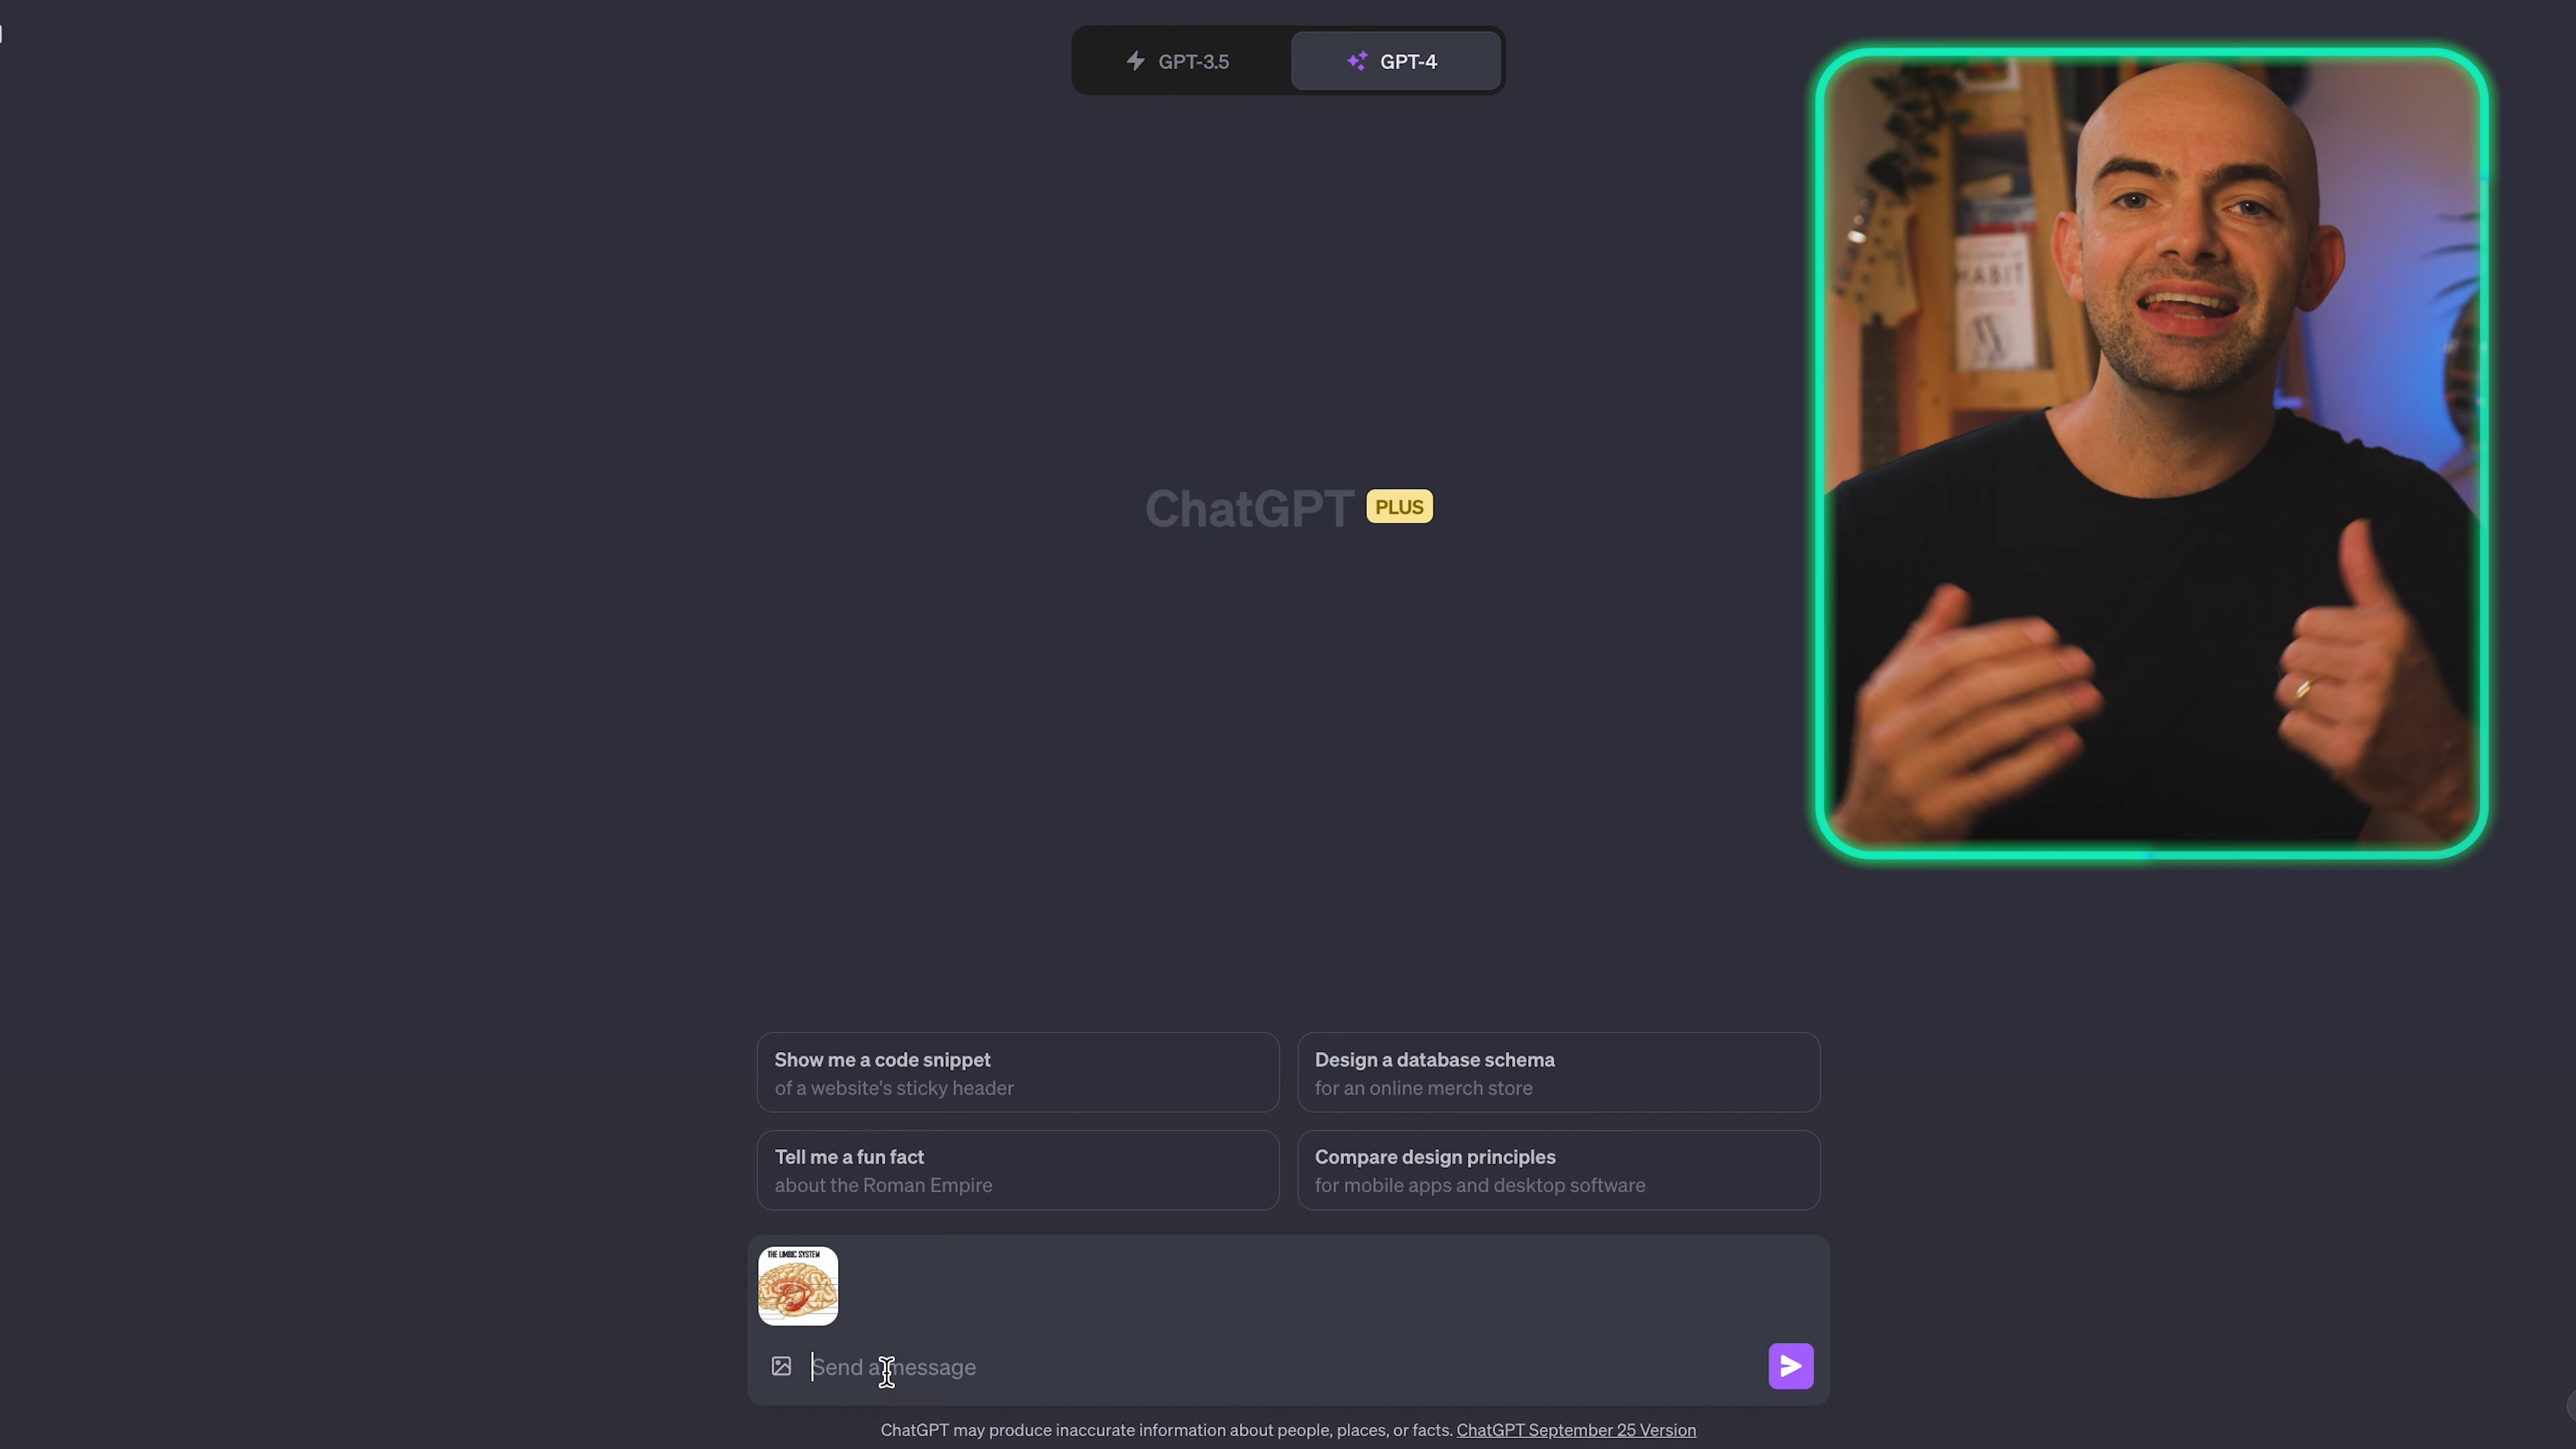 GPT-3.5
GPT-4
HABIT
ChatGPT PLUS
Show me a code snippet
of a website's sticky header
Design a database schema
for an online merch store
Tell me a fun fact
about the Roman Empire
Compare design principles
for mobile apps and desktop software
THE LIMBIC SYSTEM
Send a message
ChatGPT may produce inaccurate information about people, places, or facts. ChatGPT September 25 Version